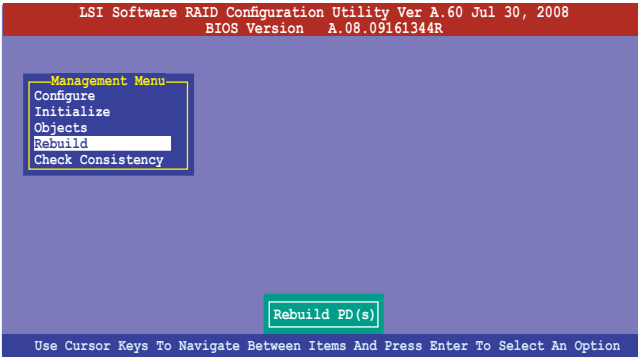 LSI Software RAID Configuration Utility Ver A.60 Jul 30, 2008
BIOS Version A.08.09161344R
Management Menu
Configure
Initialize
Objects
Rebuild
Check Consistency
Rebuild PD(s)
Use Cursor Keys To Navigate Between Items And Press Enter To Select An Option